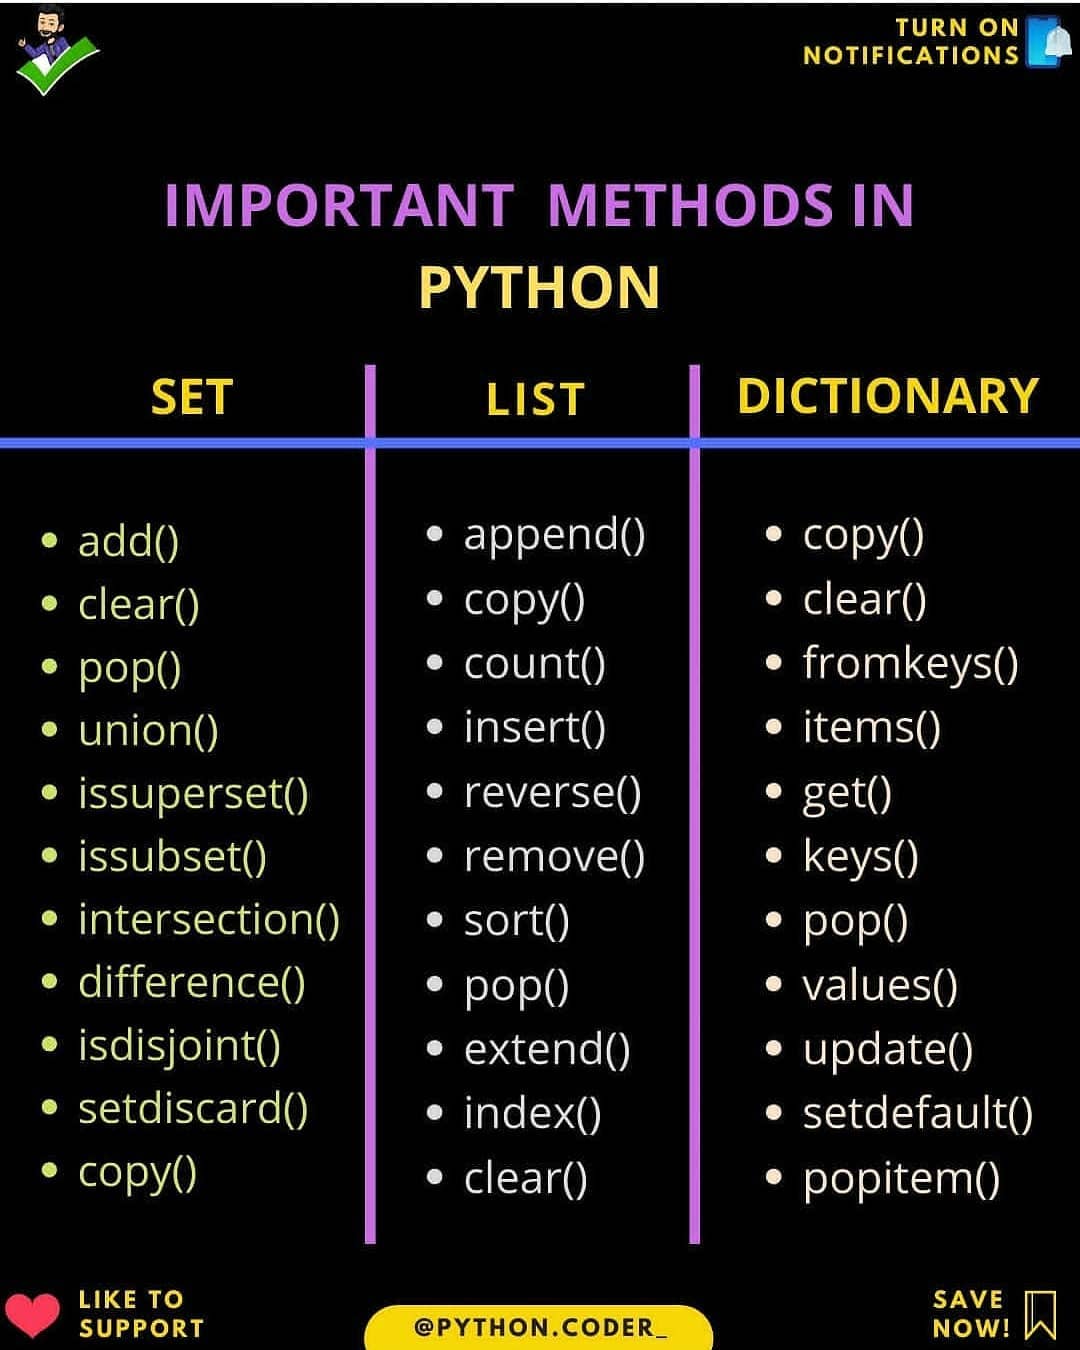 TURN ON
NOTIFICATIONS
IMPORTANT METHODS IN
PYTHON
SET
LIST
DICTIONARY
• add()
• clear()
• pop()
• union()
• issuperset()
• issubset()
• intersection()
• difference()
• isdisjoint()
• setdiscard()
• copy()
• append()
• copy()
• count()
• insert()
• reverse()
• remove()
• sort()
• pop()
• extend()
• index()
• clear()
• copy()
• clear()
• fromkeys()
• items()
• get()
• keys()
• pop()
• values()
• update()
• setdefault()
• popitem()
LIKE TO
SUPPORT
@PYTHON.CODER_
SAVE
NOW!